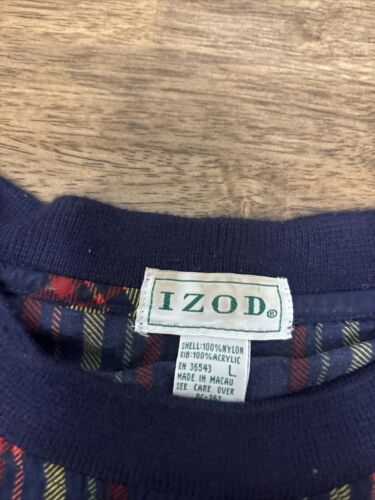 IZOD®
SHELL:100%NYLON
RIB:100%ACRYLIC
RN 36543 L
MADE IN MACAU
SEE CARE OVER